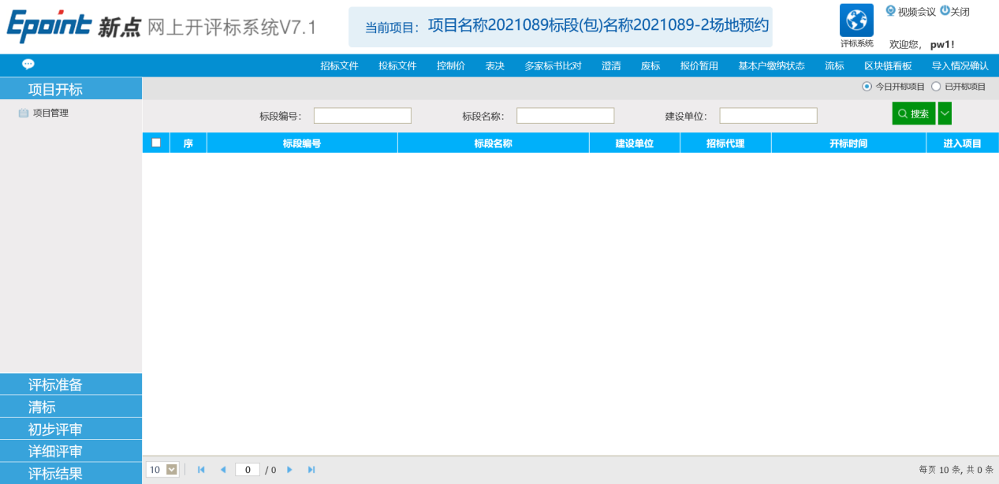 Epoint 新点 网上开评标系统V7.1
当前项目: 项目名称2021089标段(包)名称2021089-2场地预约
评标系统
视频会议 关闭
欢迎您, pw1!
招标文件 投标文件 控制价 表决 多家标书比对 澄清 废标 报价暂用 基本户缴纳状态 流标 区块链看板 导入情况确认
项目开标
今日开标项目 已开标项目
项目管理
标段编号: 标段名称: 建设单位: 搜索
序 标段编号 标段名称 建设单位 招标代理 开标时间 进入项目
评标准备
清标
初步评审
详细评审
评标结果
10 0 / 0 每页 10 条, 共 0 条